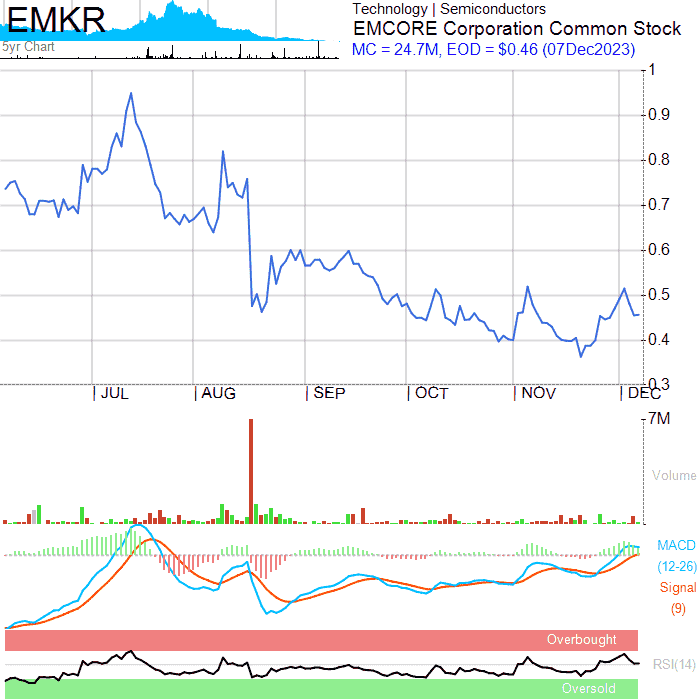 EMKR
5yr Chart
Technology | Semiconductors
EMCORE Corporation Common Stock
MC = 24.7M, EOD = $0.46 (07Dec2023)
1
0.9
0.8
0.7
0.6
0.5
0.4
0.3
JUL AUG SEP OCT NOV DEC
7M
Volume
MACD
(12-26)
Signal
(9)
Overbought
RSI(14)
Oversold